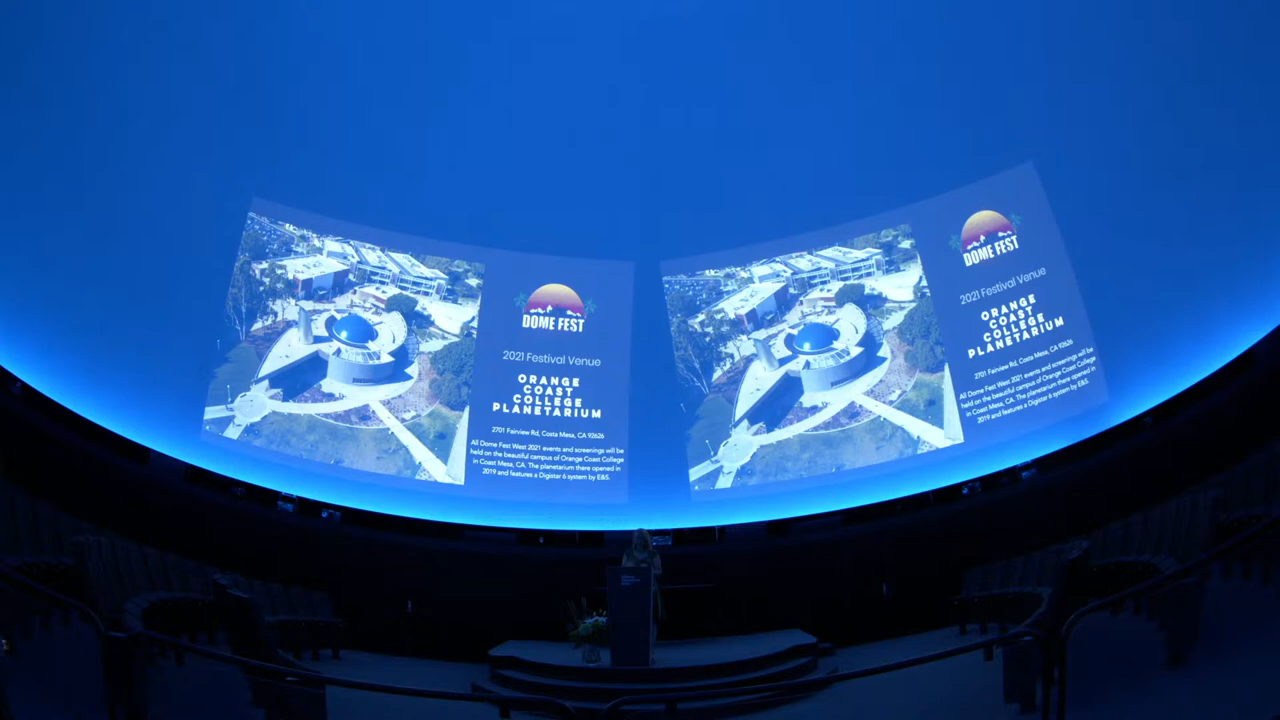 DOME FEST
2021 Festival Venue
ORANGE
COAST
COLLEGE
PLANETARIUM
2701 Fairview Rd, Costa Mesa, CA 92626
All Dome Fest West 2021 events and screenings will be
held on the beautiful campus of Orange Coast College
in Coast Mesa, CA. The planetarium there opened in
2019 and features a Digistar 6 system by E&S.
DOME FEST
2021 Festival Venue
ORANGE
COAST
COLLEGE
PLANETARIUM
2701 Fairview Rd, Costa Mesa, CA 92626
All Dome Fest West 2021 events and screenings will be
held on the beautiful campus of Orange Coast College
in Coast Mesa, CA. The planetarium there opened in
2019 and features a Digistar 6 system by E&S.